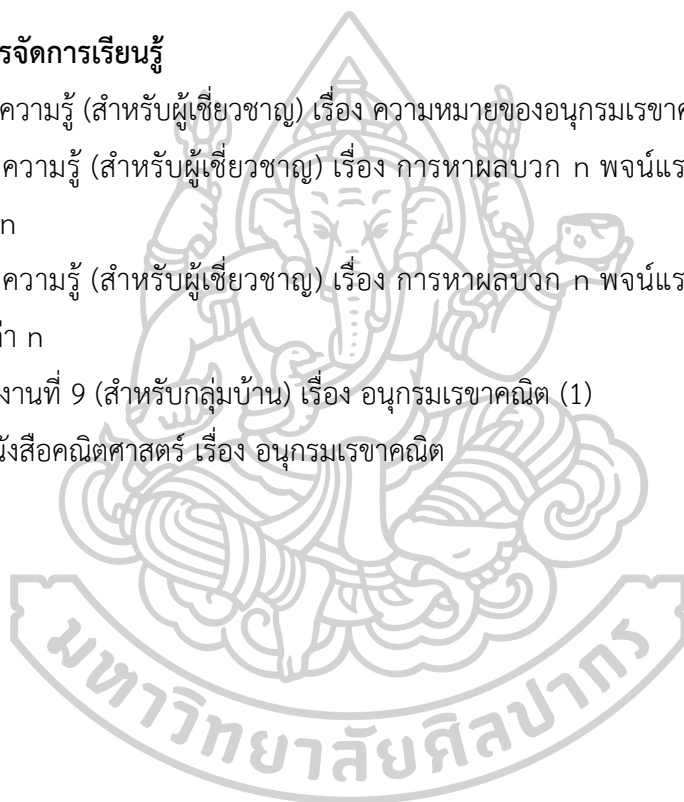 รจัดการเรียนรู้
ความรู้ (สำหรับผู้เชี่ยวชาญ) เรื่อง ความหมายของอนุกรมเรขาค
ความรู้ (สำหรับผู้เชี่ยวชาญ) เรื่อง การหาผลบวก n พจน์แร
n
ความรู้ (สำหรับผู้เชี่ยวชาญ) เรื่อง การหาผลบวก n พจน์แร
่า n
งานที่ 9 (สำหรับกลุ่มบ้าน) เรื่อง อนุกรมเรขาคณิต (1)
นังสือคณิตศาสตร์ เรื่อง อนุกรมเรขาคณิต
มหาวิทยาลัยศิลปากร